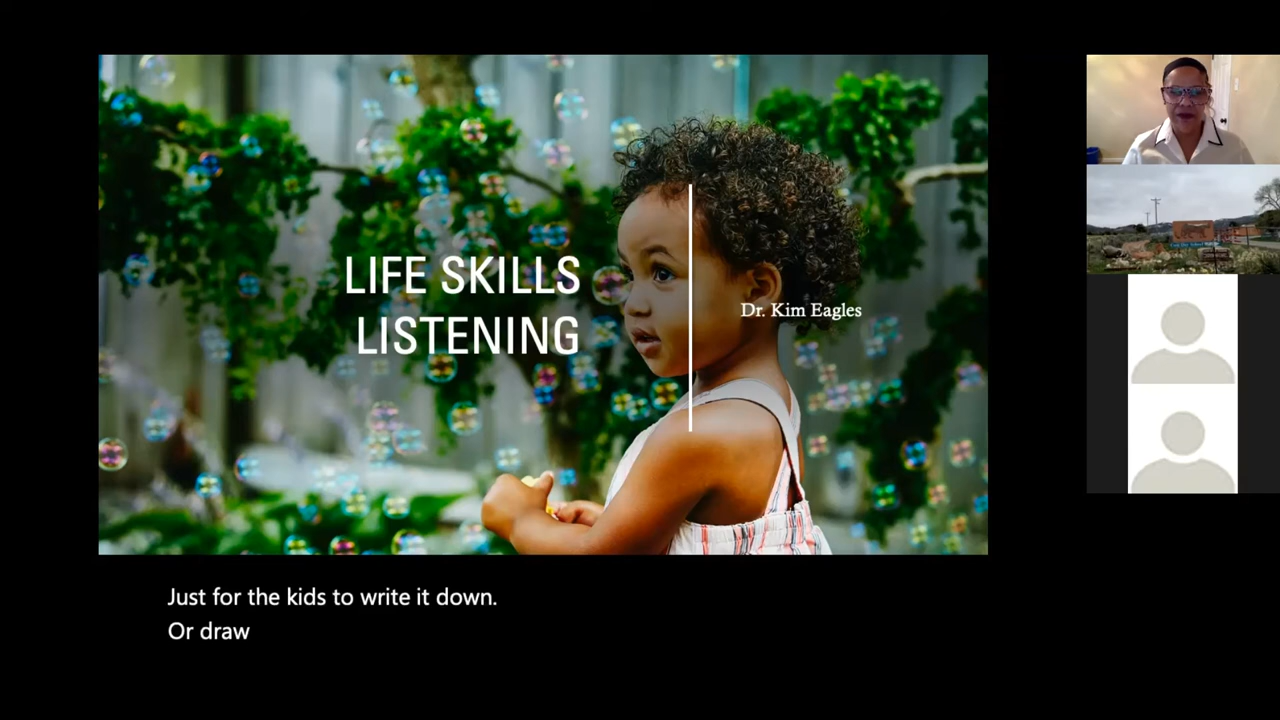 LIFE SKILLS
LISTENING
Dr. Kim Eagles
Just for the kids to write it down.
Or draw